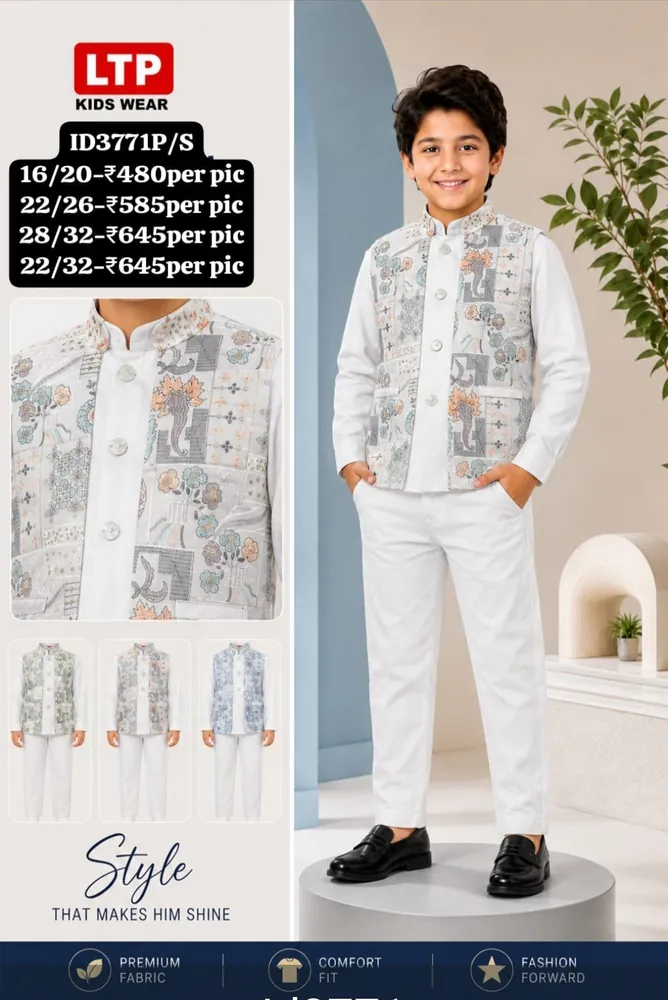 LTP
KIDS WEAR
ID3771P/S
16/20-₹480per pic
22/26-₹585per pic
28/32-₹645per pic
22/32-₹645per pic
Style
THAT MAKES HIM SHINE
PREMIUM
FABRIC
COMFORT
FIT
FASHION
FORWARD